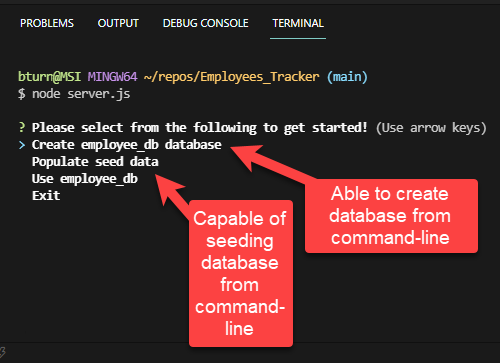 PROBLEMS OUTPUT DEBUG CONSOLE TERMINAL
bturn@MSI MINGW64 ~/repos/Employees_Tracker (main)
$ node server.js
? Please select from the following to get started! (Use arrow keys)
> Create employee_db database
Populate seed data
Use employee_db
Exit
Able to create
database from
command-line
Capable of
seeding
database
from
command-
line